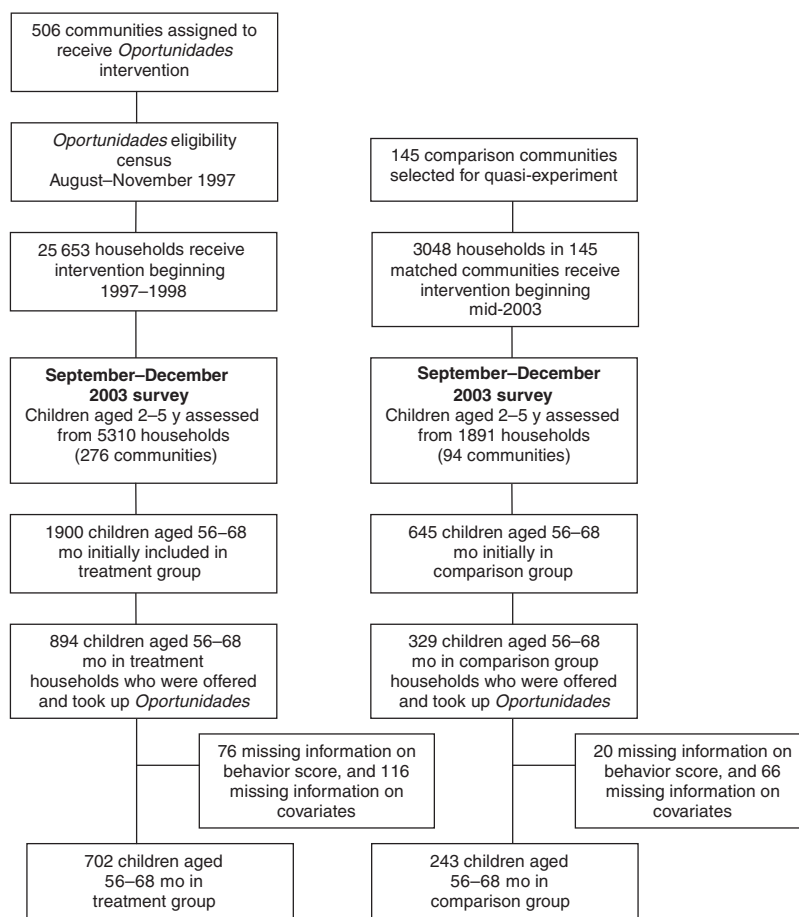 506 communities assigned to
receive Oportunidades
intervention
Oportunidades eligibility
census
August–November 1997
25 653 households receive
intervention beginning
1997–1998
September–December
2003 survey
Children aged 2–5 y assessed
from 5310 households
(276 communities)
1900 children aged 56–68
mo initially included in
treatment group
894 children aged 56–68
mo in treatment
households who were offered
and took up Oportunidades
76 missing information on
behavior score, and 116
missing information on
covariates
702 children aged
56–68 mo in
treatment group
145 comparison communities
selected for quasi-experiment
3048 households in 145
matched communities receive
intervention beginning
mid-2003
September–December
2003 survey
Children aged 2–5 y assessed
from 1891 households
(94 communities)
645 children aged 56–68
mo initially in
comparison group
329 children aged 56–68
mo in comparison group
households who were offered
and took up Oportunidades
20 missing information on
behavior score, and 66
missing information on
covariates
243 children aged
56–68 mo in
comparison group